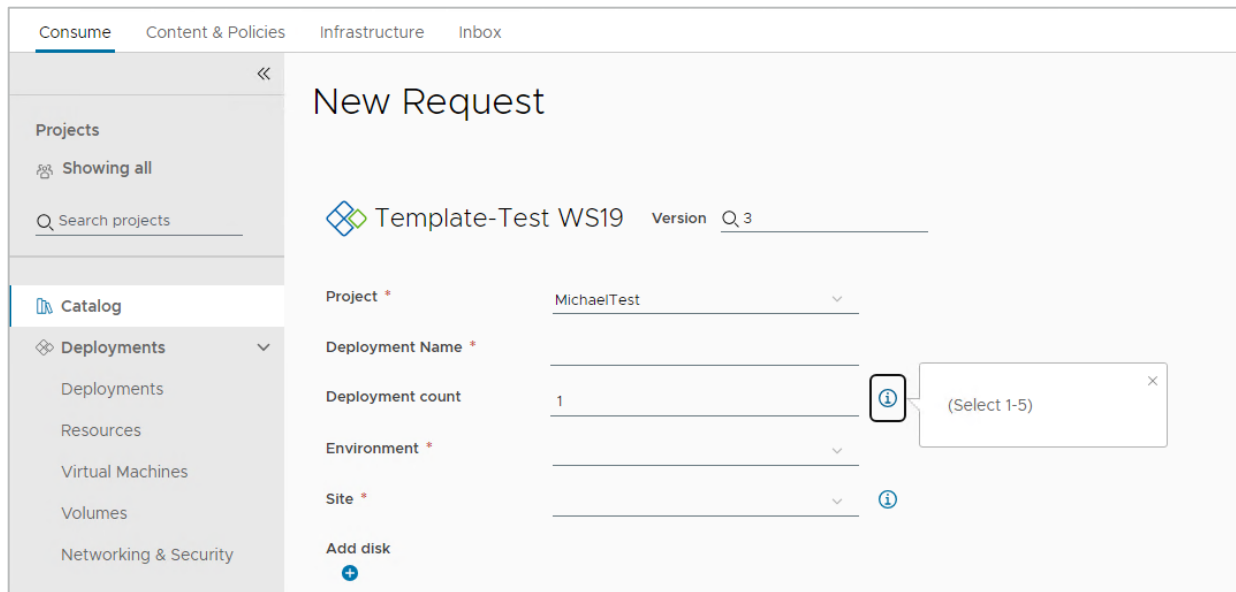 Consume Content & Policies Infrastructure Inbox
Projects
Showing all
Search projects
Catalog
Deployments
Deployments
Resources
Virtual Machines
Volumes
Networking & Security
New Request
Template-Test WS19 Version 3
Project * MichaelTest
Deployment Name *
Deployment count 1
(Select 1-5)
Environment *
Site *
Add disk